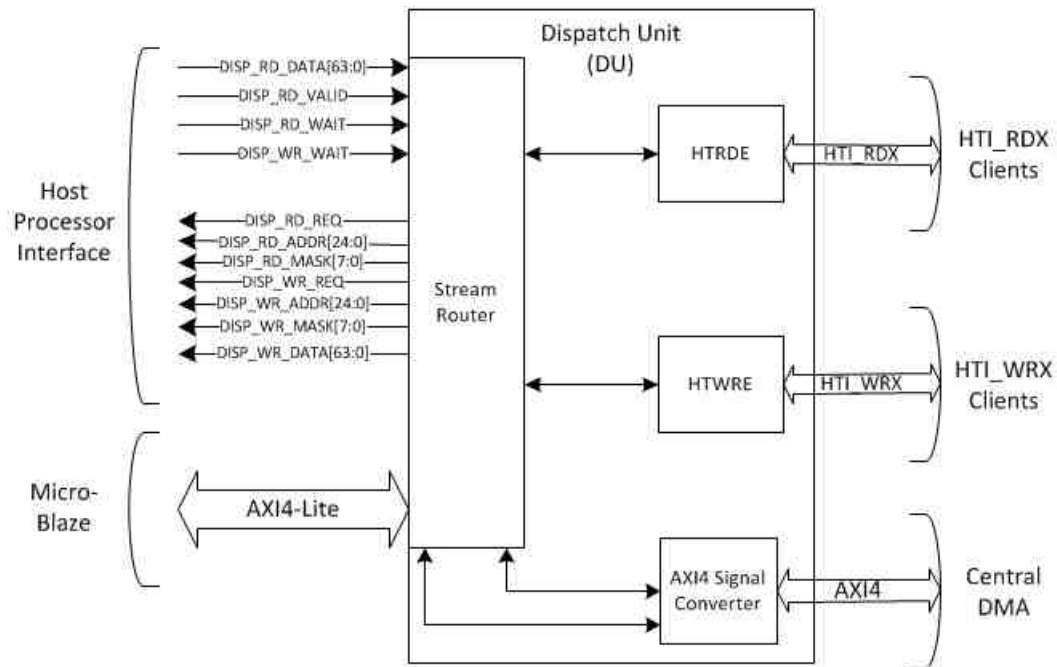 Dispatch Unit
(DU)
DISP_RD_DATA[63:0]
DISP_RD_VALID
DISP_RD_WAIT
DISP_WR_WAIT
Host
Processor
Interface
DISP_RD_REQ
DISP_RD_ADDR[24:0]
DISP_RD_MASK[7:0]
DISP_WR_REQ
DISP_WR_ADDR[24:0]
DISP_WR_MASK[7:0]
DISP_WR_DATA[63:0]
Micro-
Blaze
AXI4-Lite
Stream
Router
HTRDE
HTI_RDX
HTI_RDX
Clients
HTWRE
HTI_WRX
HTI_WRX
Clients
AXI4 Signal
Converter
AXI4
Central
DMA